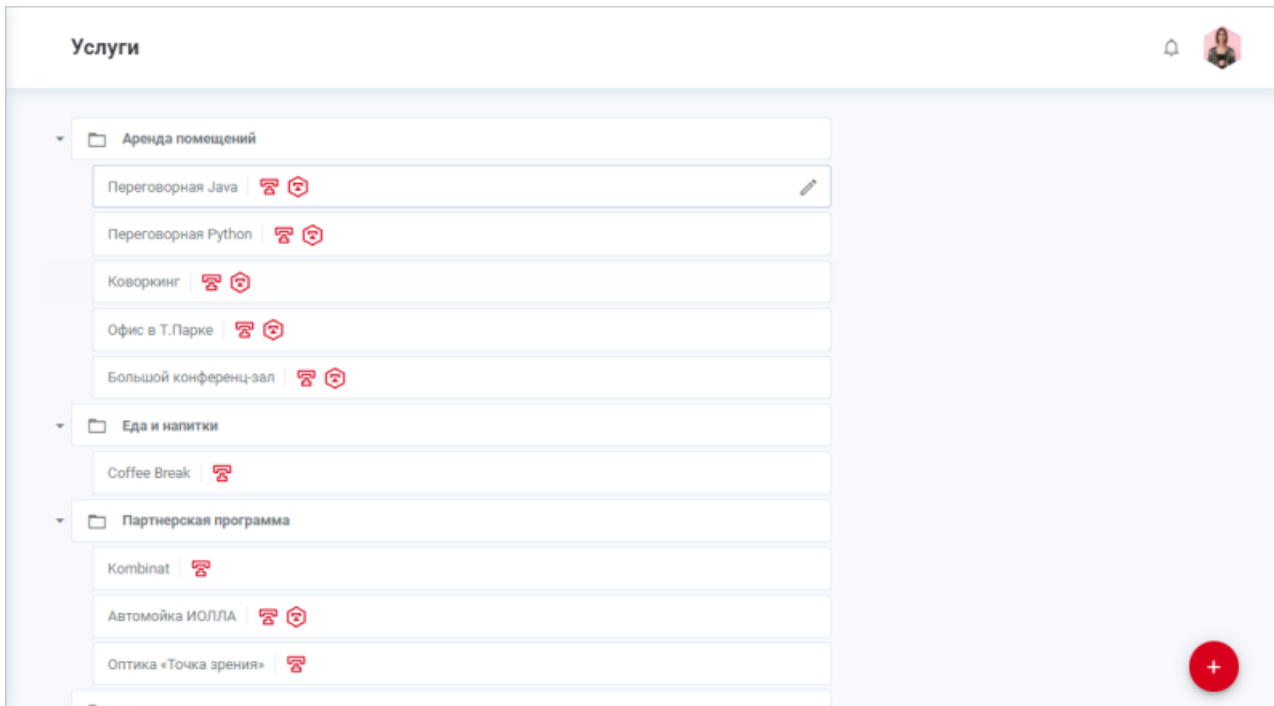 Услуги
Аренда помещений
Переговорная Java
Переговорная Python
Коворкинг
Офис в Т.Парке
Большой конференц-зал
Еда и напитки
Coffee Break
Партнерская программа
Kombinat
Автомойка ИОЛЛА
Оптика «Точка зрения»